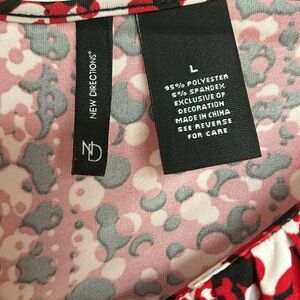 NEW DIRECTIONS®
ND
L
95% POLYESTER
5% SPANDEX
EXCLUSIVE OF
DECORATION
MADE IN CHINA
SEE REVERSE
FOR CARE